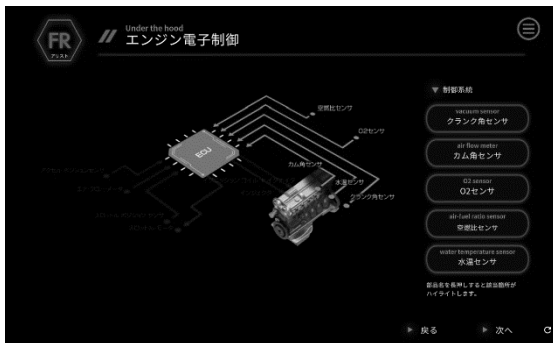 FR
アシスト
Under the hood
エンジン電子制御
制御系統
vacuum sensor
クランク角センサ
air flow meter
カム角センサ
O2 sensor
O2センサ
air-fuel ratio sensor
空燃比センサ
water temperature sensor
水温センサ
部品名を長押しすると該当箇所が
ハイライトします。
空燃比センサ
O2センサ
カム角センサ
水温センサ
クランク角センサ
ECU
戻る
次へ